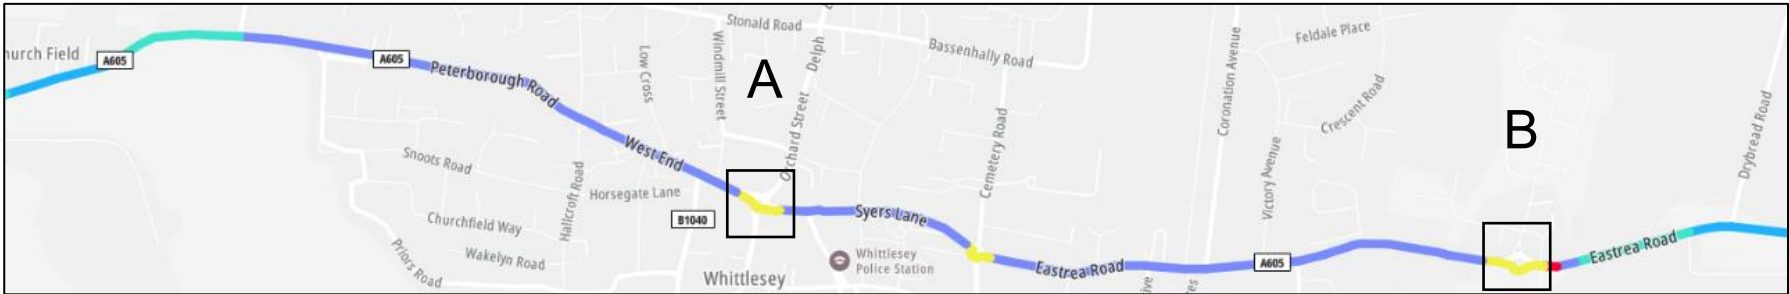 Stonald Road
Bassenhally Road
Feldale Place
hurch Field
A605
A605
Peterborough Road
Low Cross
Windmill Street
A
Delph
Orchard Street
Cemetery Road
Coronation Avenue
Crescent Road
B
Drybread Road
Snoots Road
West End
Horsegate Lane
Hallcroft Road
Victory Avenue
Churchfield Way
B1040
Syers Lane
Wakelyn Road
Priors Road
Whittlesey
Whittlesey
Police Station
Eastrea Road
A605
Eastrea Road
ive
es